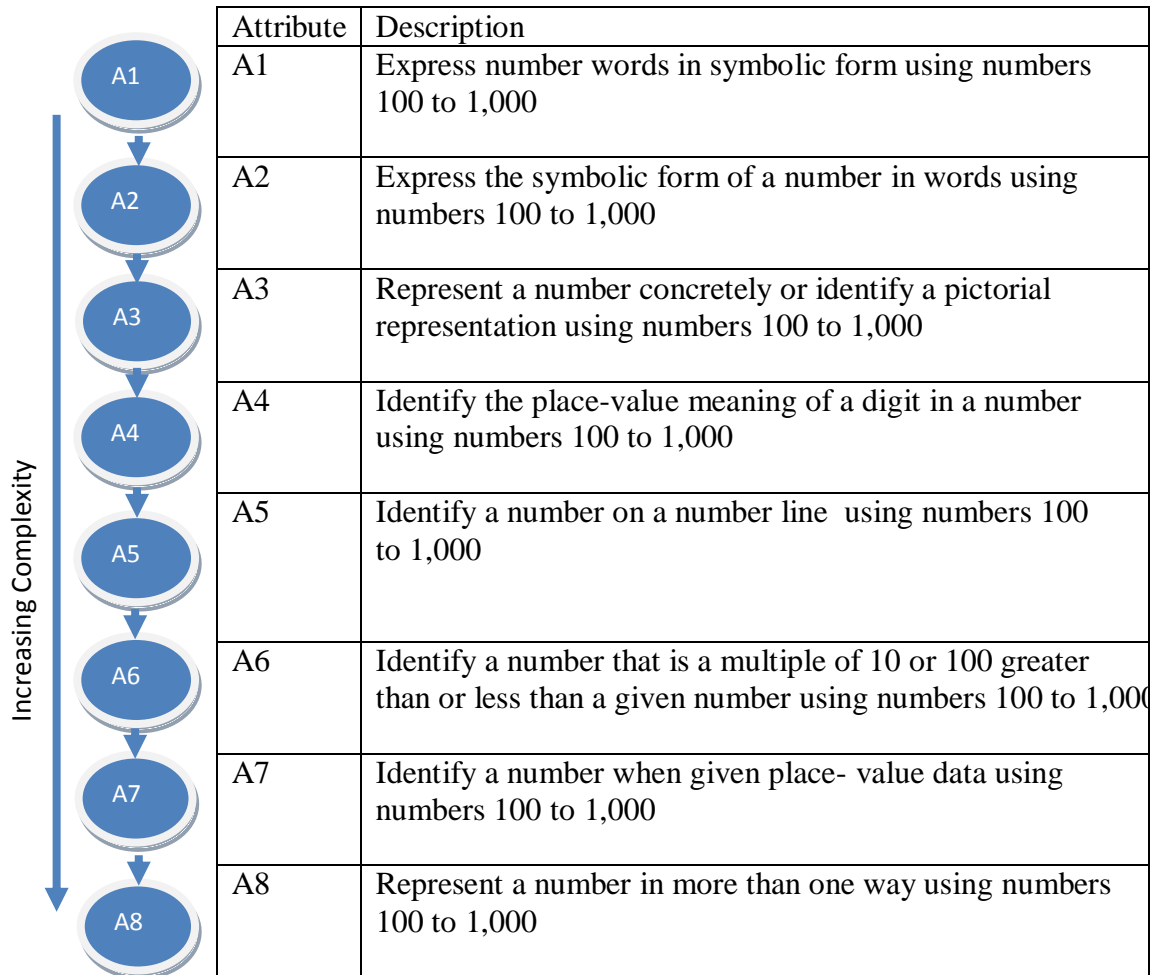 Attribute Description
A1 Express number words in symbolic form using numbers
100 to 1,000
A2 Express the symbolic form of a number in words using
numbers 100 to 1,000
A3 Represent a number concretely or identify a pictorial
representation using numbers 100 to 1,000
A4 Identify the place-value meaning of a digit in a number
using numbers 100 to 1,000
A5 Identify a number on a number line using numbers 100
to 1,000
A6 Identify a number that is a multiple of 10 or 100 greater
than or less than a given number using numbers 100 to 1,000
A7 Identify a number when given place- value data using
numbers 100 to 1,000
A8 Represent a number in more than one way using numbers
100 to 1,000
A1
A2
A3
A4
A5
A6
A7
A8
Increasing Complexity